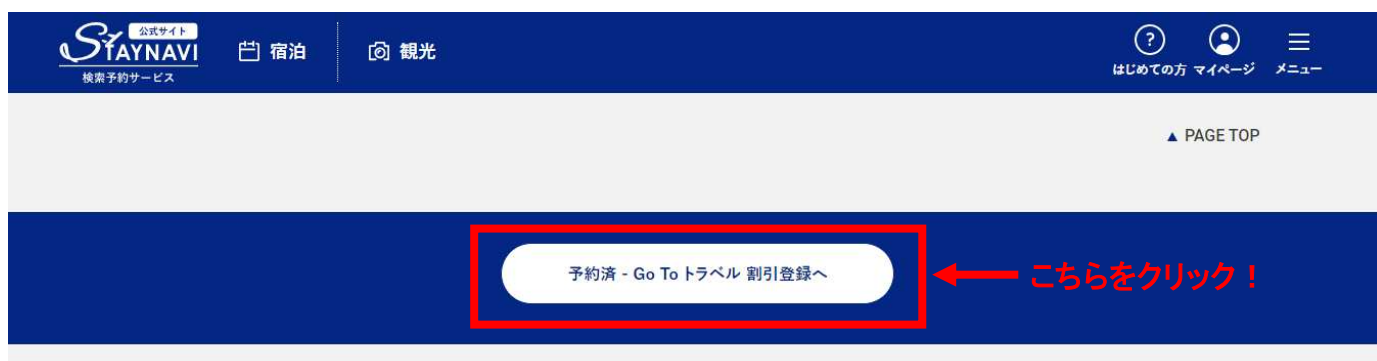 公式サイト
STAYNAVI
検索予約サービス
宿泊
観光
?
はじめての方
マイページ
メニュー
▲ PAGE TOP
予約済 - Go To トラベル 割引登録へ
こちらをクリック！